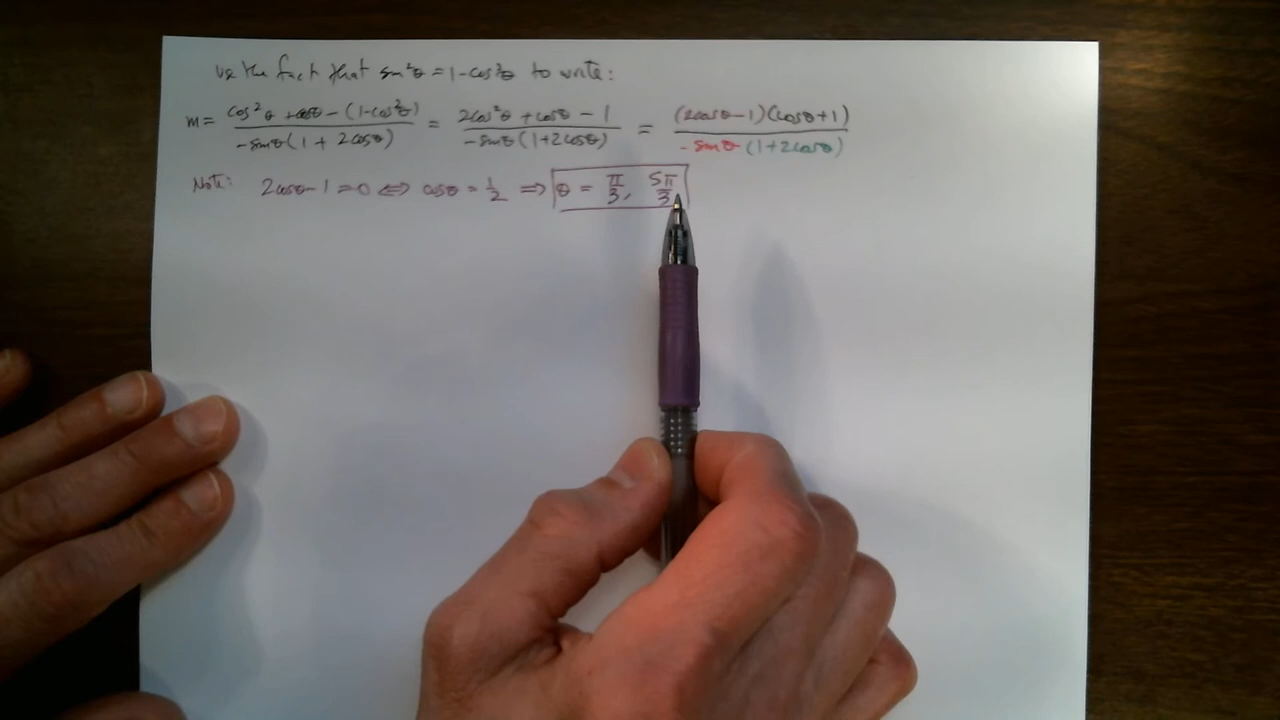 Use the fact that sin²θ = 1-cos²θ to write:
m = (cos²θ + cosθ - (1-cos²θ))/(-sinθ(1 + 2cosθ)) = (2cos²θ + cosθ - 1)/(-sinθ(1+2cosθ)) = ((2cosθ-1)(cosθ+1))/(-sinθ(1+2cosθ))
Note: 2cosθ-1=0 ⟺ cosθ = 1/2 ⟹ θ = π/3, 5π/3